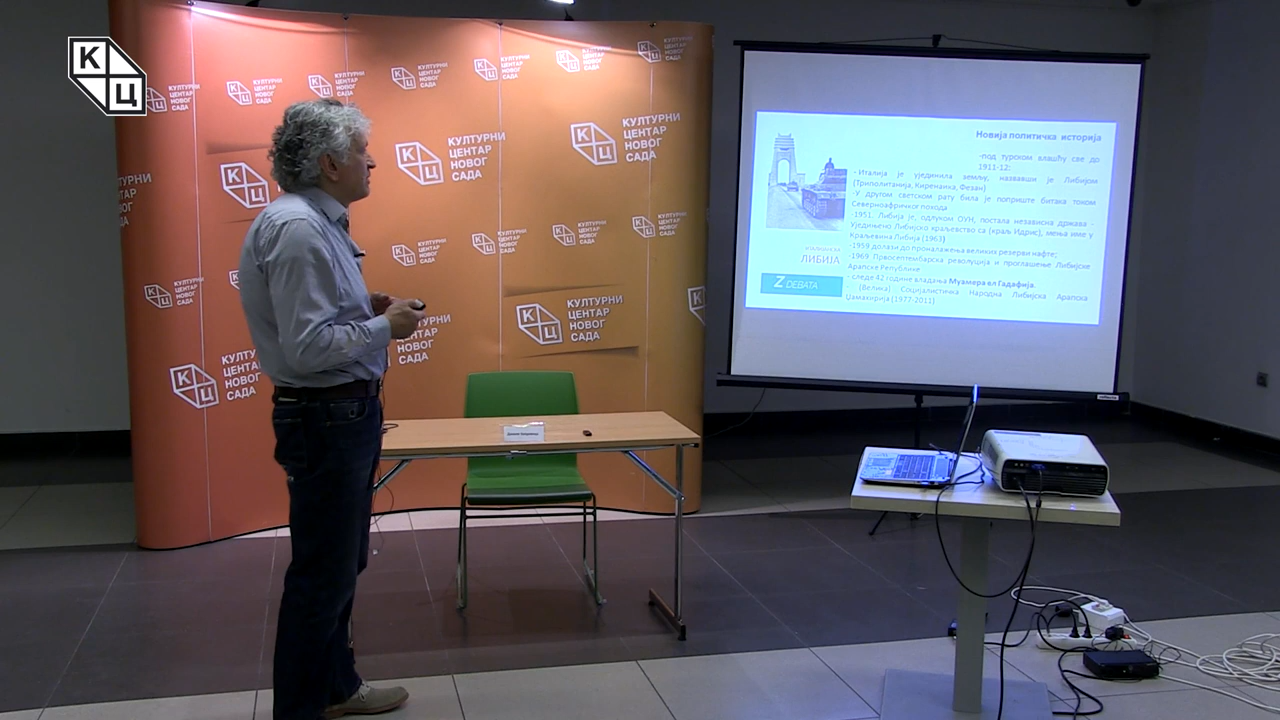 К
Ц
КУЛТУРНИ
ЦЕНТАР
НОВОГ
САДА
Новија политичка историја
-под турском влашћу све до
1911-12;
- Италија је ујединила земљу, назвавши је Либијом
(Триполитанија, Киренаика, Фезан)
-У другом светском рату била је поприште битака током
Северноафричког похода
-1951. Либија је, одлуком ОУН, постала независна држава -
Уједињено Либијско краљевство са (краљ Идрис), мења име у
Краљевина Либија (1963)
-1959 долази до проналажења великих резерви нафте;
-1969 Првосептембарска револуција и проглашење Либијске
Арапске Републике
- следе 42 године владања Муамера ел Гадафија.
(Велика) Социјалистичка Народна Либијска Арапска
Џамахирија (1977-2011)
ЛИБИЈА
Z DEBATA